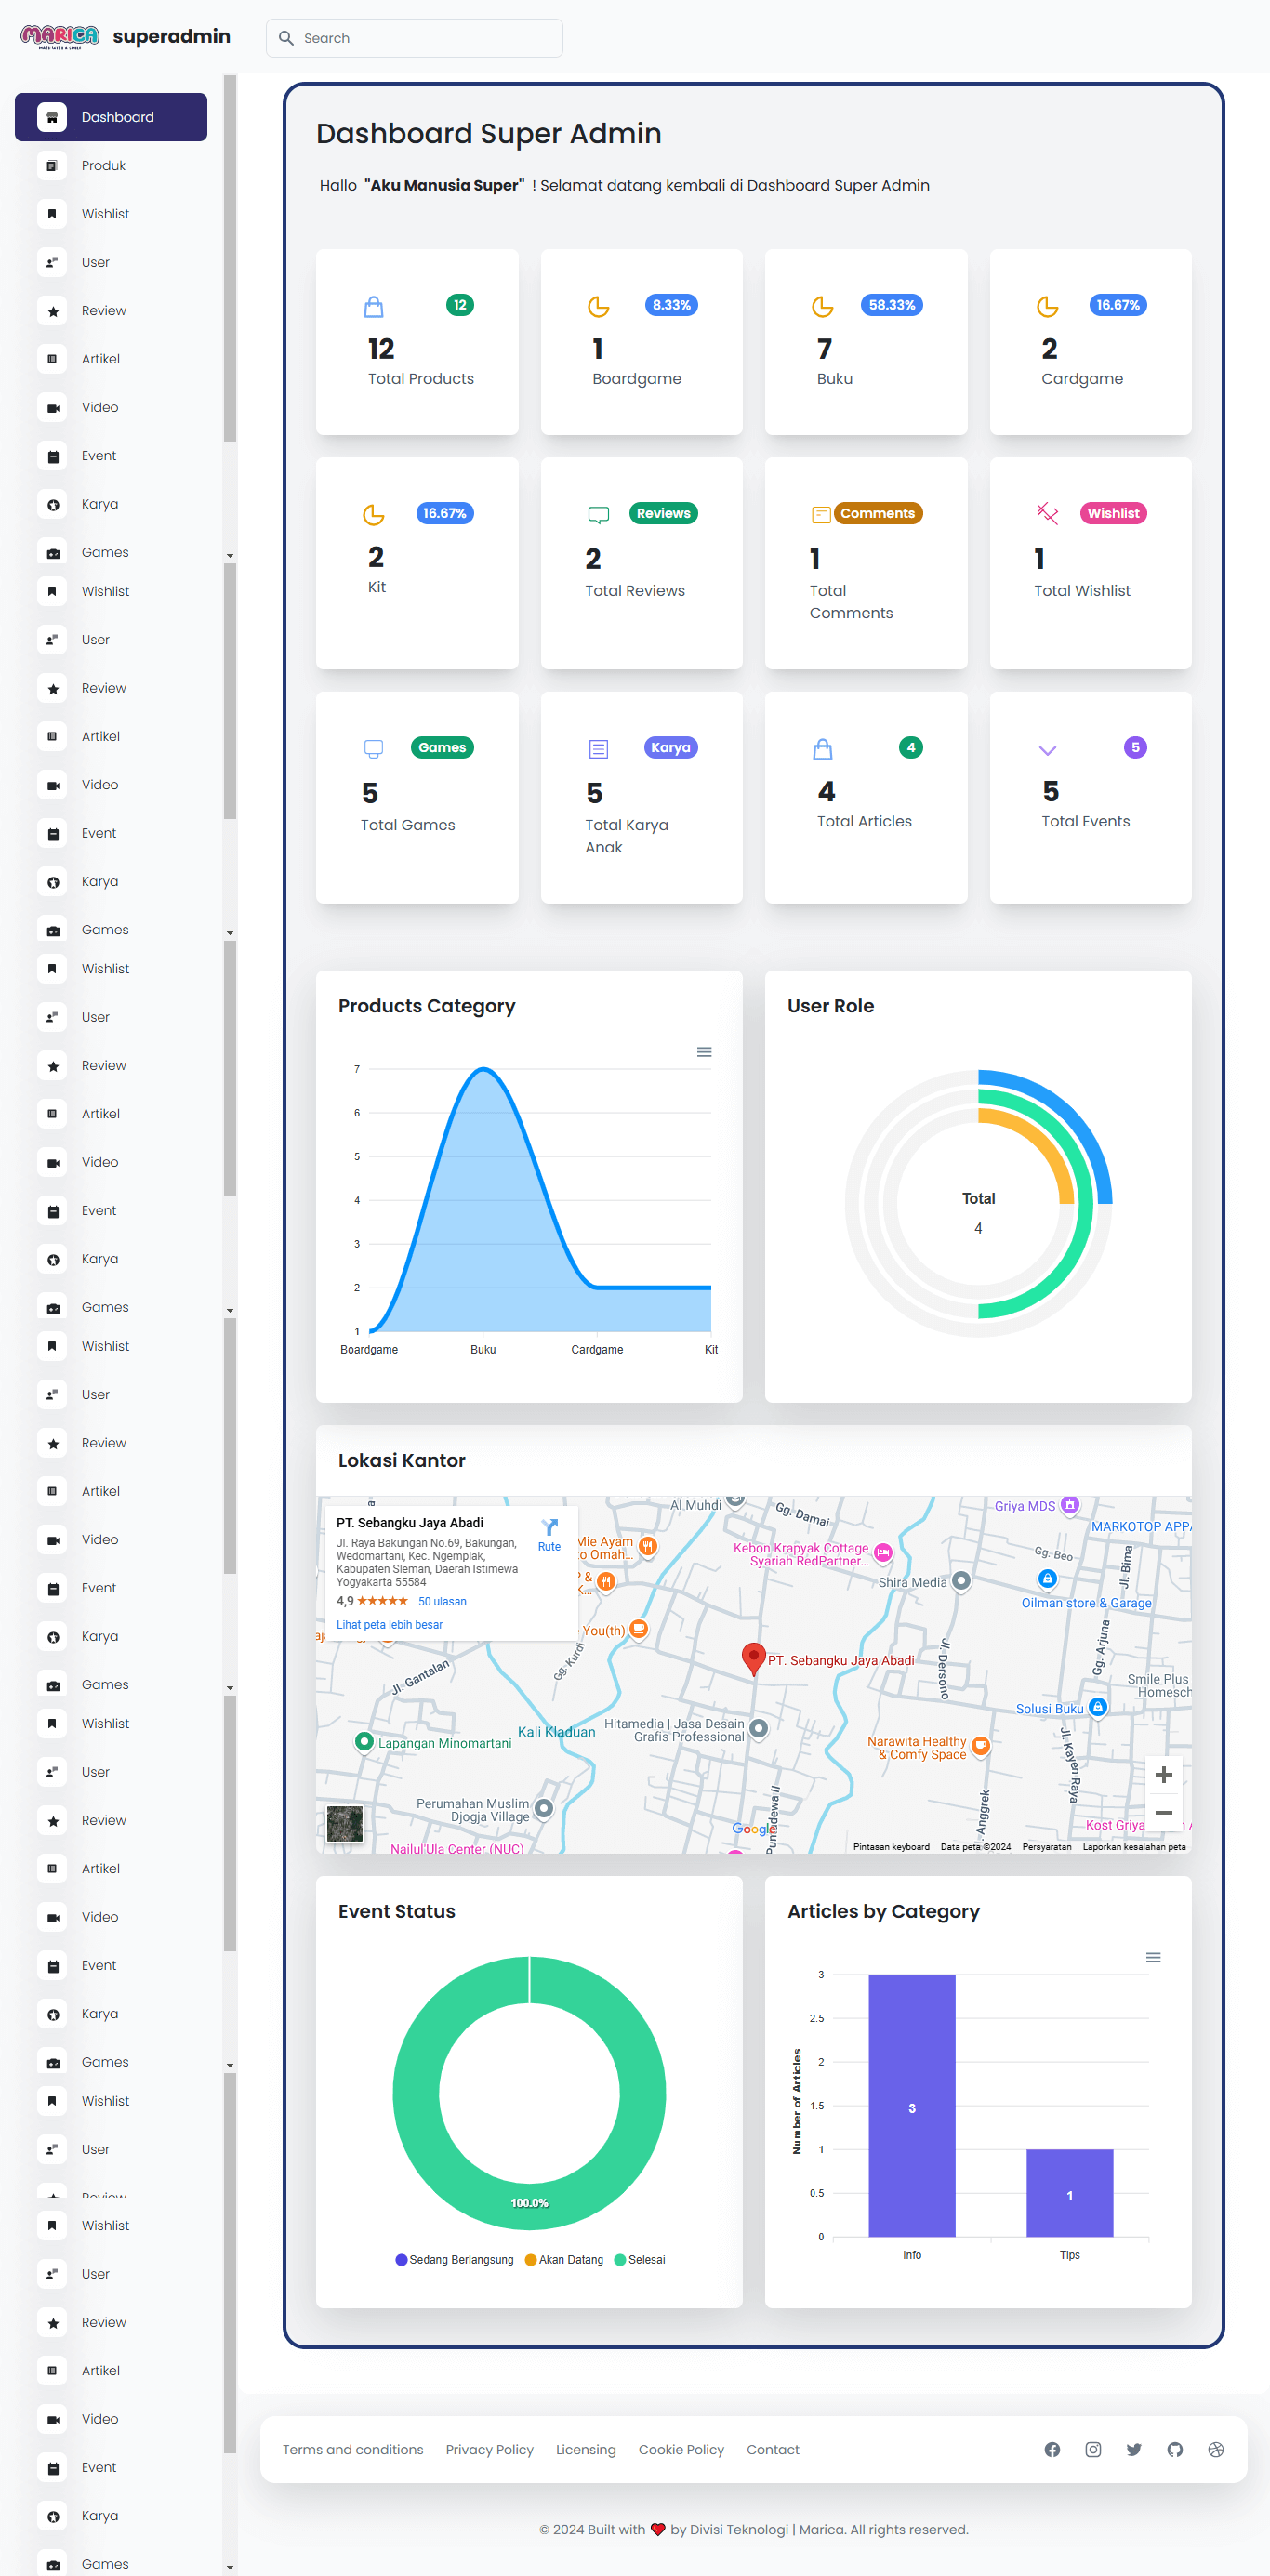 MARICA
superadmin
Search
Dashboard
Produk
Wishlist
User
Review
Artikel
Video
Event
Karya
Games
Wishlist
User
Review
Artikel
Video
Event
Karya
Games
Wishlist
User
Review
Artikel
Video
Event
Karya
Games
Wishlist
User
Review
Artikel
Video
Event
Karya
Games
Wishlist
User
Review
Artikel
Video
Event
Karya
Games
Wishlist
User
Review
Wishlist
User
Review
Artikel
Video
Event
Karya
Games
Dashboard Super Admin
Hallo "Aku Manusia Super" ! Selamat datang kembali di Dashboard Super Admin
12
12
Total Products
8.33%
1
Boardgame
58.33%
7
Buku
16.67%
2
Cardgame
16.67%
2
Kit
Reviews
2
Total Reviews
Comments
1
Total
Comments
Wishlist
1
Total Wishlist
Games
5
Total Games
Karya
5
Total Karya
Anak
4
4
Total Articles
5
5
Total Events
Products Category
7
6
5
4
3
2
1
Boardgame Buku Cardgame Kit
User Role
Total
4
Lokasi Kantor
PT. Sebangku Jaya Abadi
Jl. Raya Bakungan No.69, Bakungan,
Wedomartani, Kec. Ngemplak,
Kabupaten Sleman, Daerah Istimewa
Yogyakarta 55584
4,9 ★★★★★ 50 ulasan
Lihat peta lebih besar
Rute
Al Muhdi
Gg. Damai
Griya MDS
MARKOTOP APPA
Mie Ayam
to Omah...
P &
K...
You(th)
Kebon Krapyak Cottage
Syariah RedPartner...
Gg. Beo
Jl. Bima
Shira Media
Oilman store & Garage
Gg. Kurdi
Jl. Gantalan
PT. Sebangku Jaya Abadi
Jl. Dersono
Gg. Arjuna
Smile Plus
Homesch
Solusi Buku
Kali Kladuan
Hitamedia | Jasa Desain
Grafis Professional
Lapangan Minomartani
Narawita Healthy
& Comfy Space
Jl. Kayen Raya
Perumahan Muslim
Djogja Village
Anggrek
Google
Nailul'Ula Center (NUC)
Kost Griya
Pintasan keyboard Data peta ©2024 Persyaratan Laporkan kesalahan peta
Event Status
100.0%
Sedang Berlangsung Akan Datang Selesai
Articles by Category
Number of Articles
3
2.5
2
1.5
1
0.5
0
3
1
Info Tips
Terms and conditions Privacy Policy Licensing Cookie Policy Contact
© 2024 Built with ❤️ by Divisi Teknologi | Marica. All rights reserved.